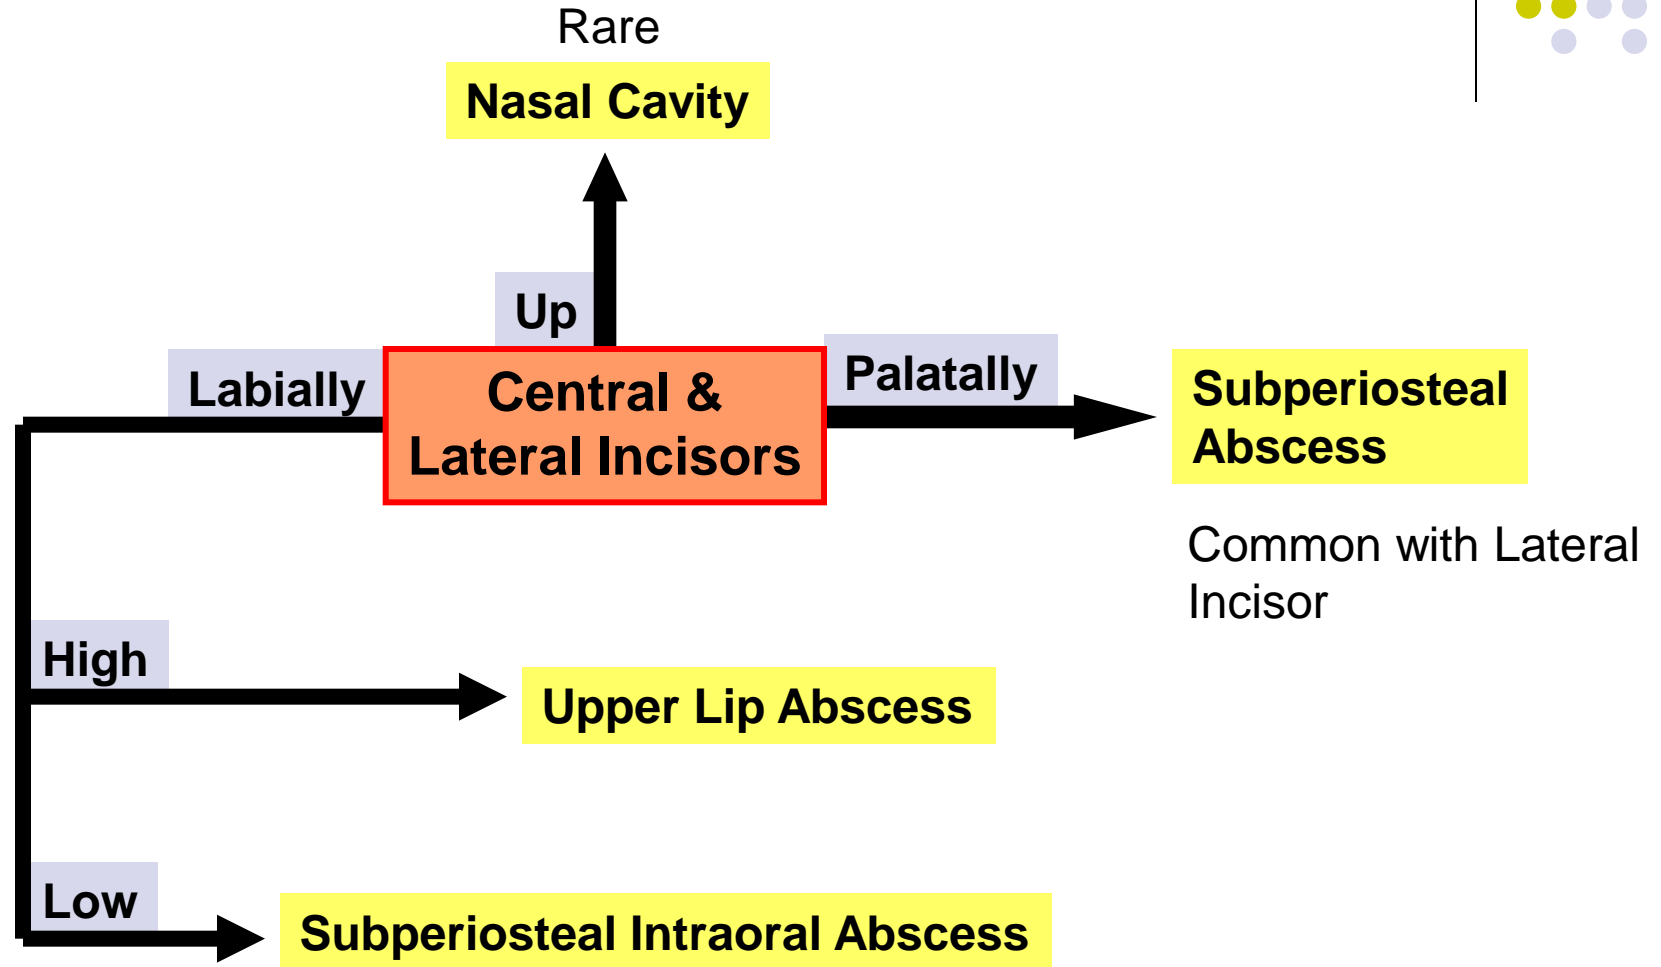 Rare
Nasal Cavity
Up
Labially
Central &
Lateral Incisors
Palatally
Subperiosteal
Abscess
Common with Lateral
Incisor
High
Upper Lip Abscess
Low
Subperiosteal Intraoral Abscess